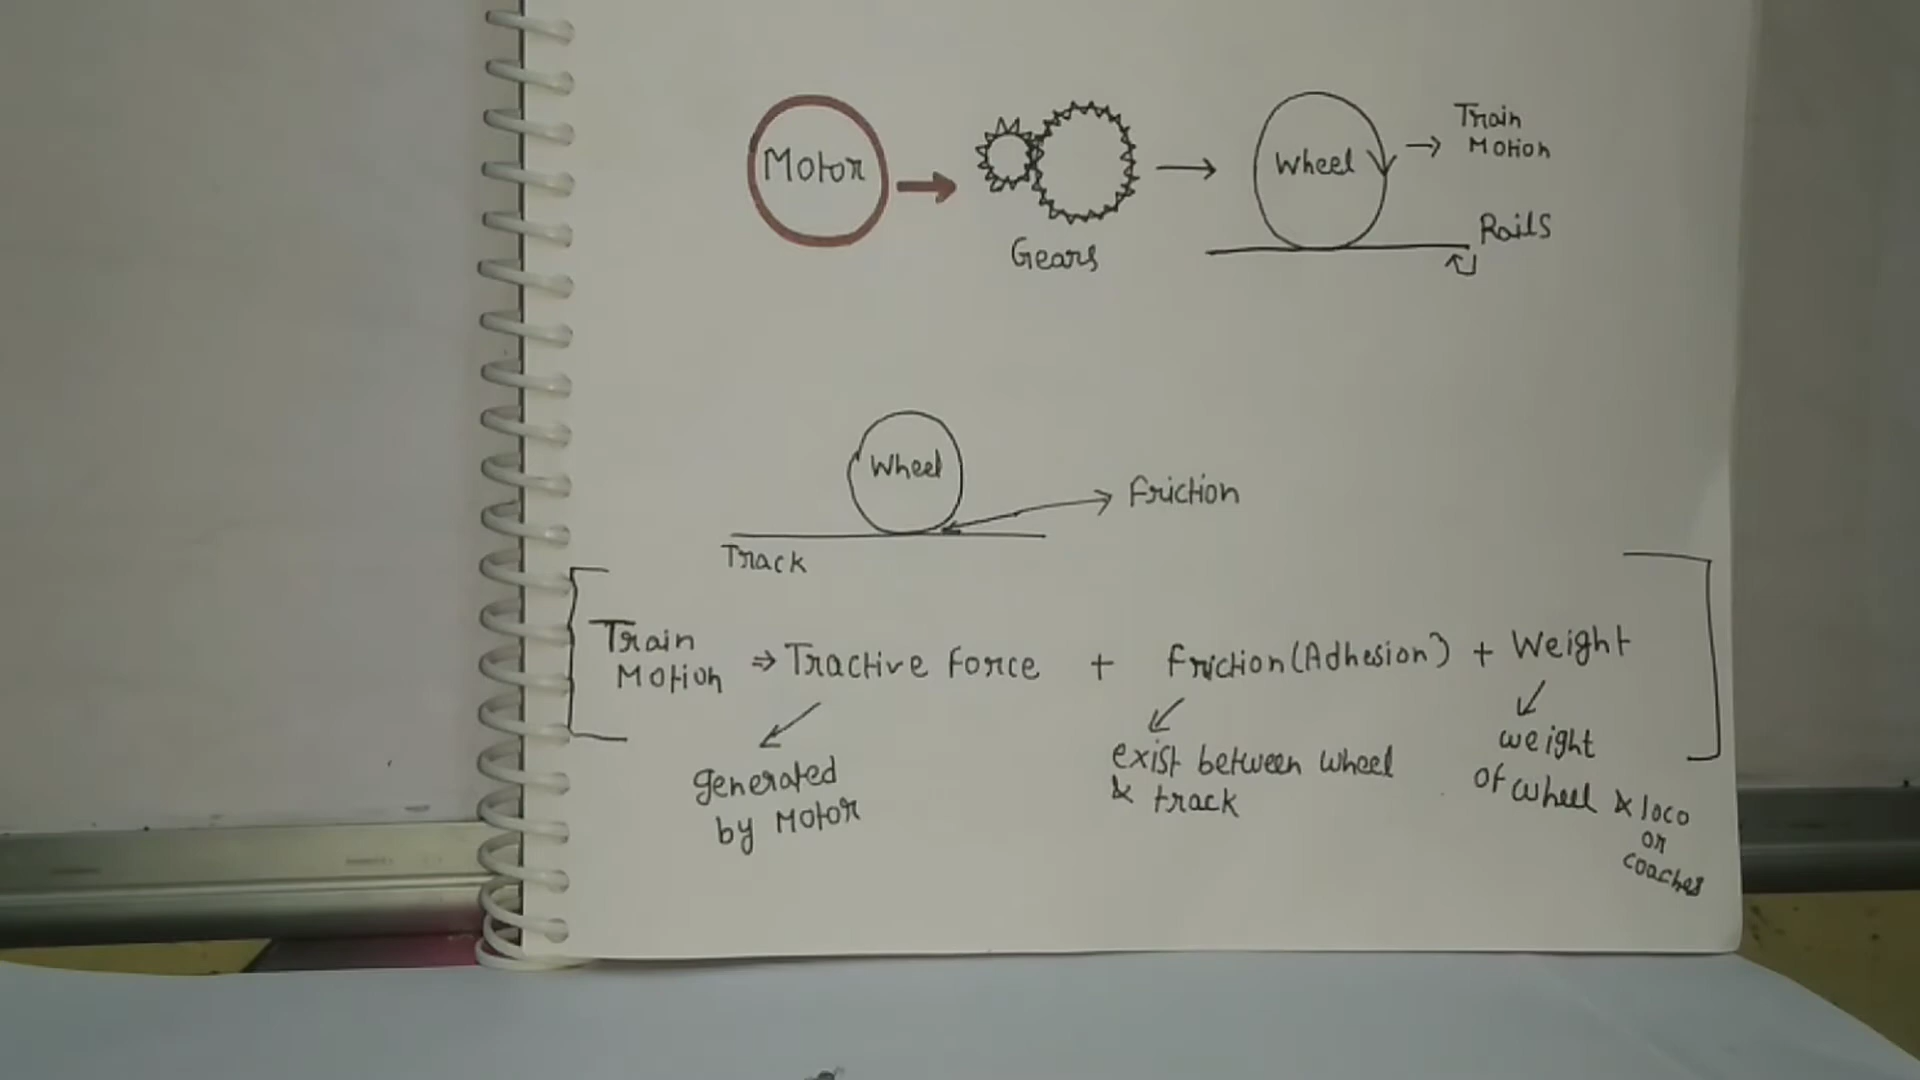 Motor
Gears
Wheel
Train
Motion
Rails
Wheel
Friction
Track
Train
Motion
⇒ Tractive Force + Friction (Adhesion) + Weight
generated
by Motor
exist between wheel
& track
weight
of wheel & loco
or
coaches